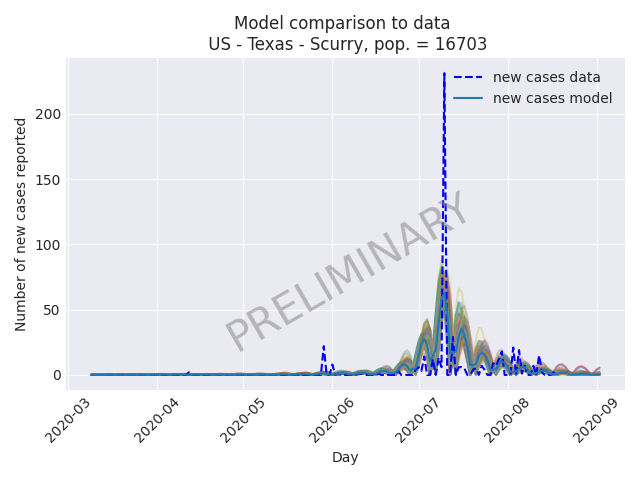 Model comparison to data
US - Texas - Scurry, pop. = 16703
new cases data
new cases model
Number of new cases reported
200
150
100
50
0
PRELIMINARY
2020-03
2020-04
2020-05
2020-06
2020-07
2020-08
2020-09
Day